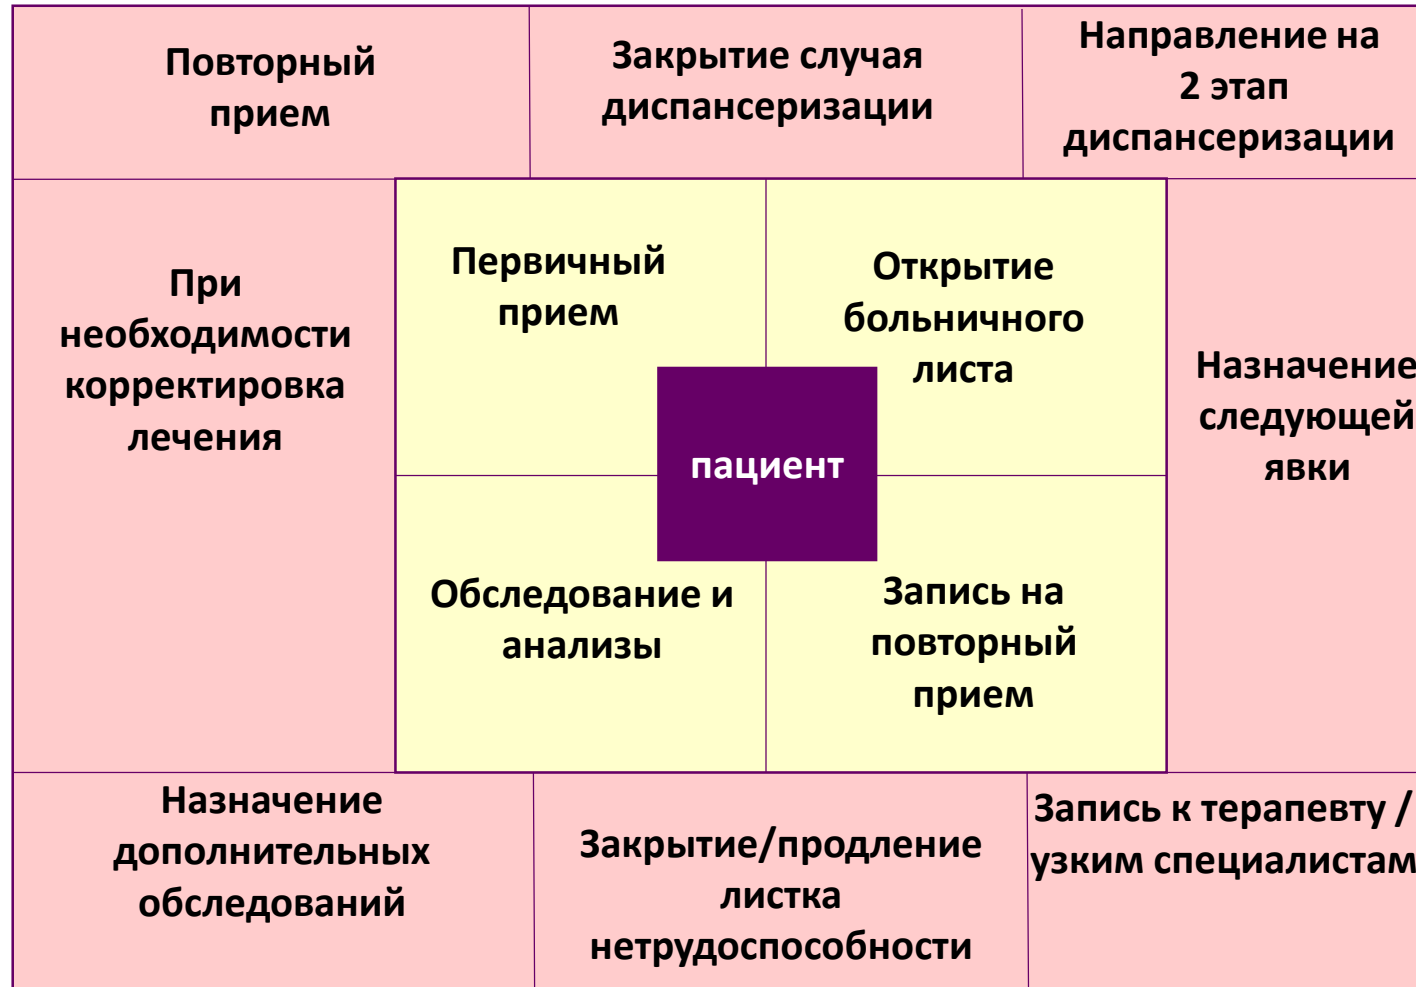 Повторный
прием
Закрытие случая
диспансеризации
Направление на
2 этап
диспансеризации
При
необходимости
корректировка
лечения
Первичный
прием
Открытие
больничного
листа
Назначение
следующей
явки
пациент
Обследование и
анализы
Запись на
повторный
прием
Назначение
дополнительных
обследований
Закрытие/продление
листка
нетрудоспособности
Запись к терапевту /
узким специалистам